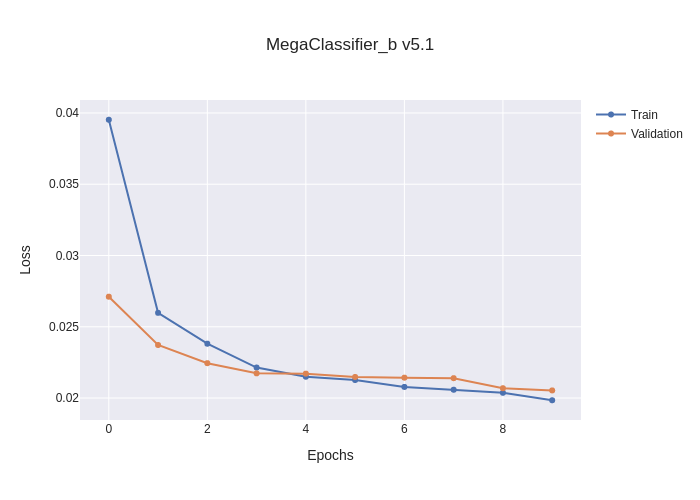 MegaClassifier_b v5.1
Train
Validation
0.04
0.035
0.03
0.025
0.02
Loss
0 2 4 6 8
Epochs